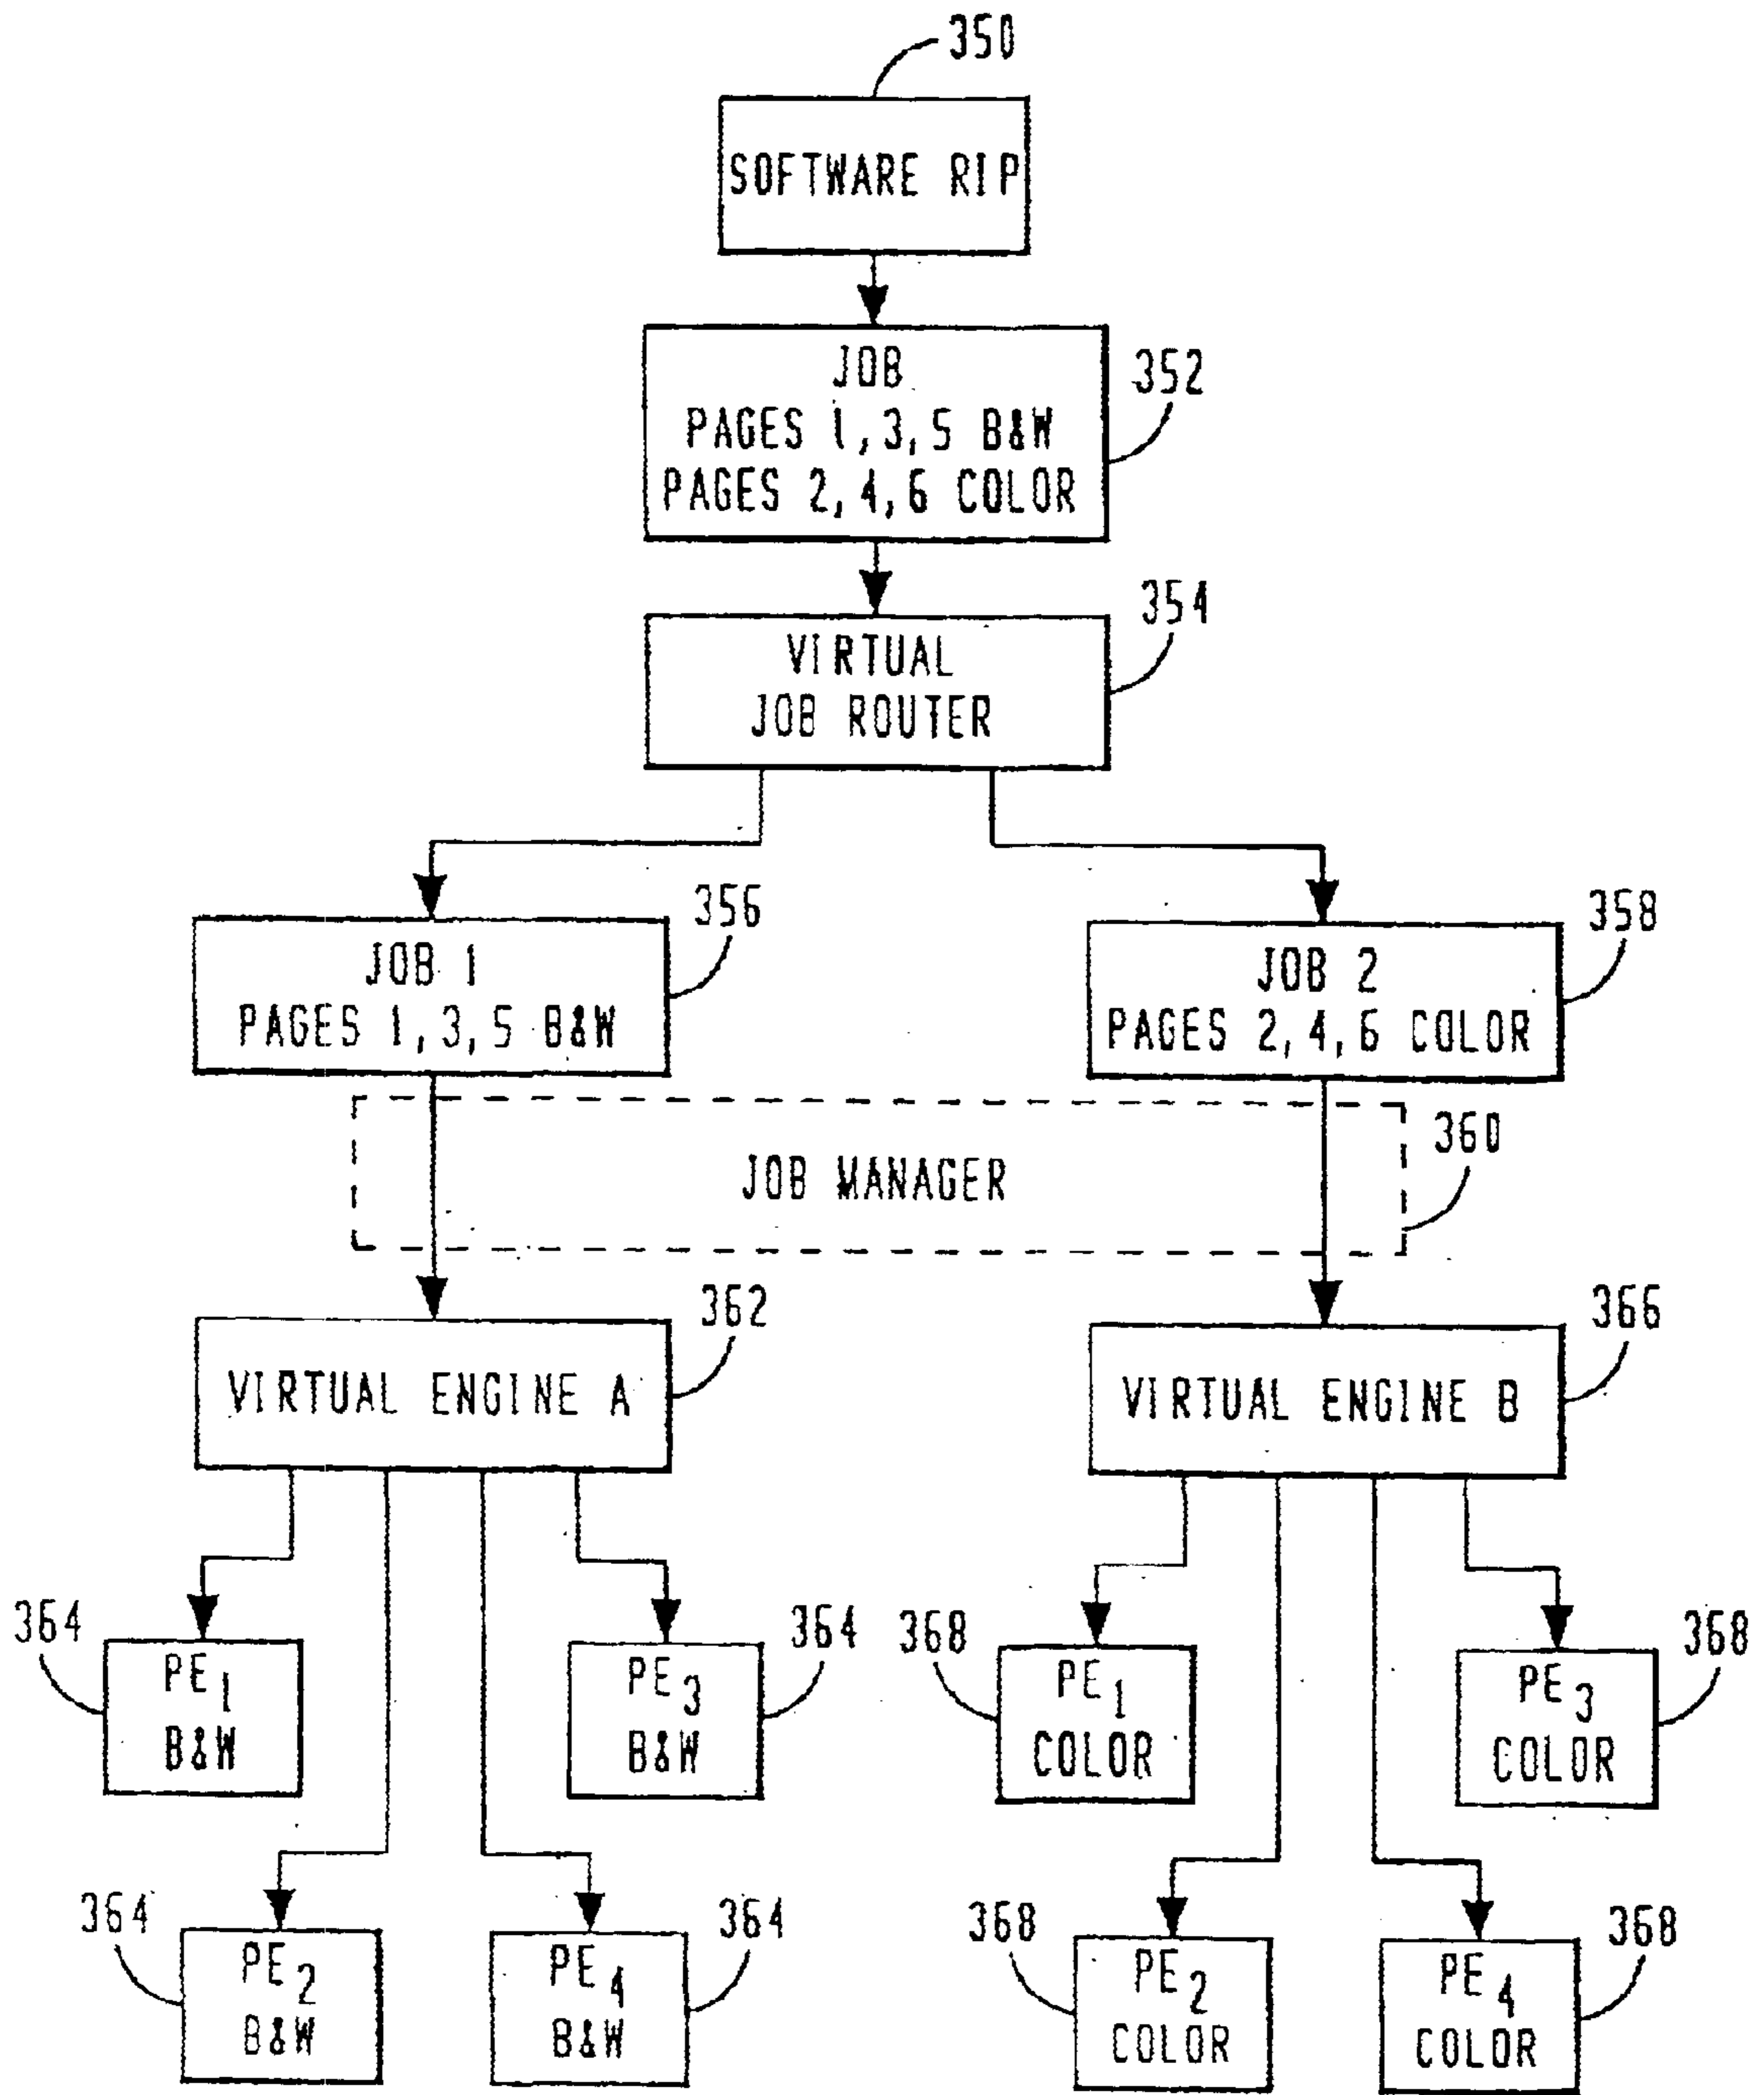 350
SOFTWARE RIP
352
JOB
PAGES 1, 3, 5 B&W
PAGES 2, 4, 6 COLOR
354
VIRTUAL
JOB ROUTER
356
JOB 1
PAGES 1, 3, 5 B&W
358
JOB 2
PAGES 2, 4, 6 COLOR
360
JOB MANAGER
362
VIRTUAL ENGINE A
366
VIRTUAL ENGINE B
364
PE1
B&W
364
PE3
B&W
368
PE1
COLOR
368
PE3
COLOR
364
PE2
B&W
364
PE4
B&W
368
PE2
COLOR
368
PE4
COLOR